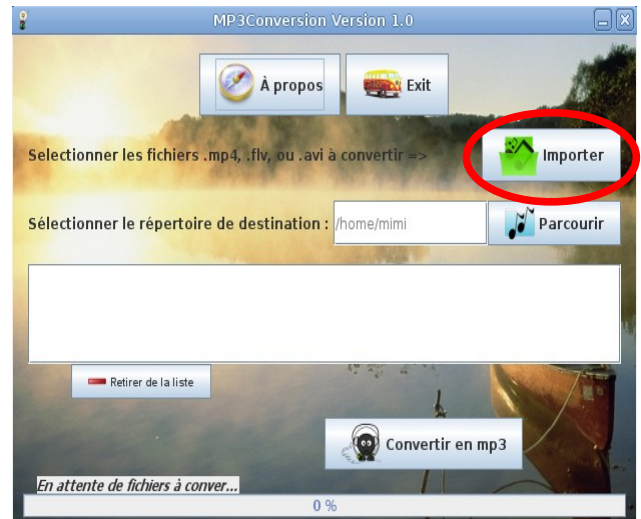 MP3Conversion Version 1.0
À propos
Exit
Selectionner les fichiers .mp4, .flv, ou .avi à convertir =>
Importer
Sélectionner le répertoire de destination :
/home/mimi
Parcourir
Retirer de la liste
Convertir en mp3
En attente de fichiers à conver...
0 %